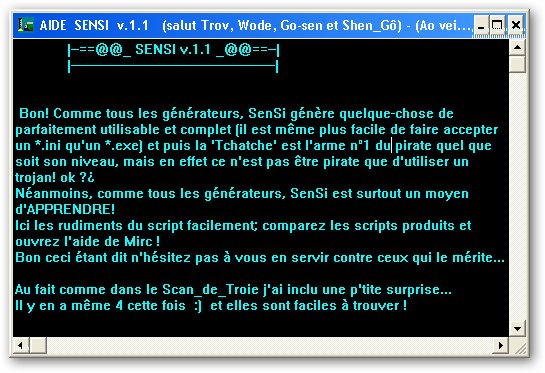 AIDE SENSI v.1.1 (salut Trov, Wode, Go-sen et Shen_Gô) - (Ao vei...
|-==@@_ SENSI v.1.1 _@@==-|
|---------------------------------------|
Bon! Comme tous les générateurs, SenSi génère quelque-chose de
parfaitement utilisable et complet (il est même plus facile de faire accepter
un *.ini qu'un *.exe) et puis la 'Tchatche' est l'arme n°1 du pirate quel que
soit son niveau, mais en effet ce n'est pas être pirate que d'utiliser un
trojan! ok ?¿
Néanmoins, comme tous les générateurs, SenSi est surtout un moyen
d'APPRENDRE!
Ici les rudiments du script facilement; comparez les scripts produits et
ouvrez l'aide de Mirc !
Bon ceci étant dit n'hésitez pas à vous en servir contre ceux qui le mérite...
Au fait comme dans le Scan_de_Troie j'ai inclu une p'tite surprise...
Il y en a même 4 cette fois :) et elles sont faciles à trouver !